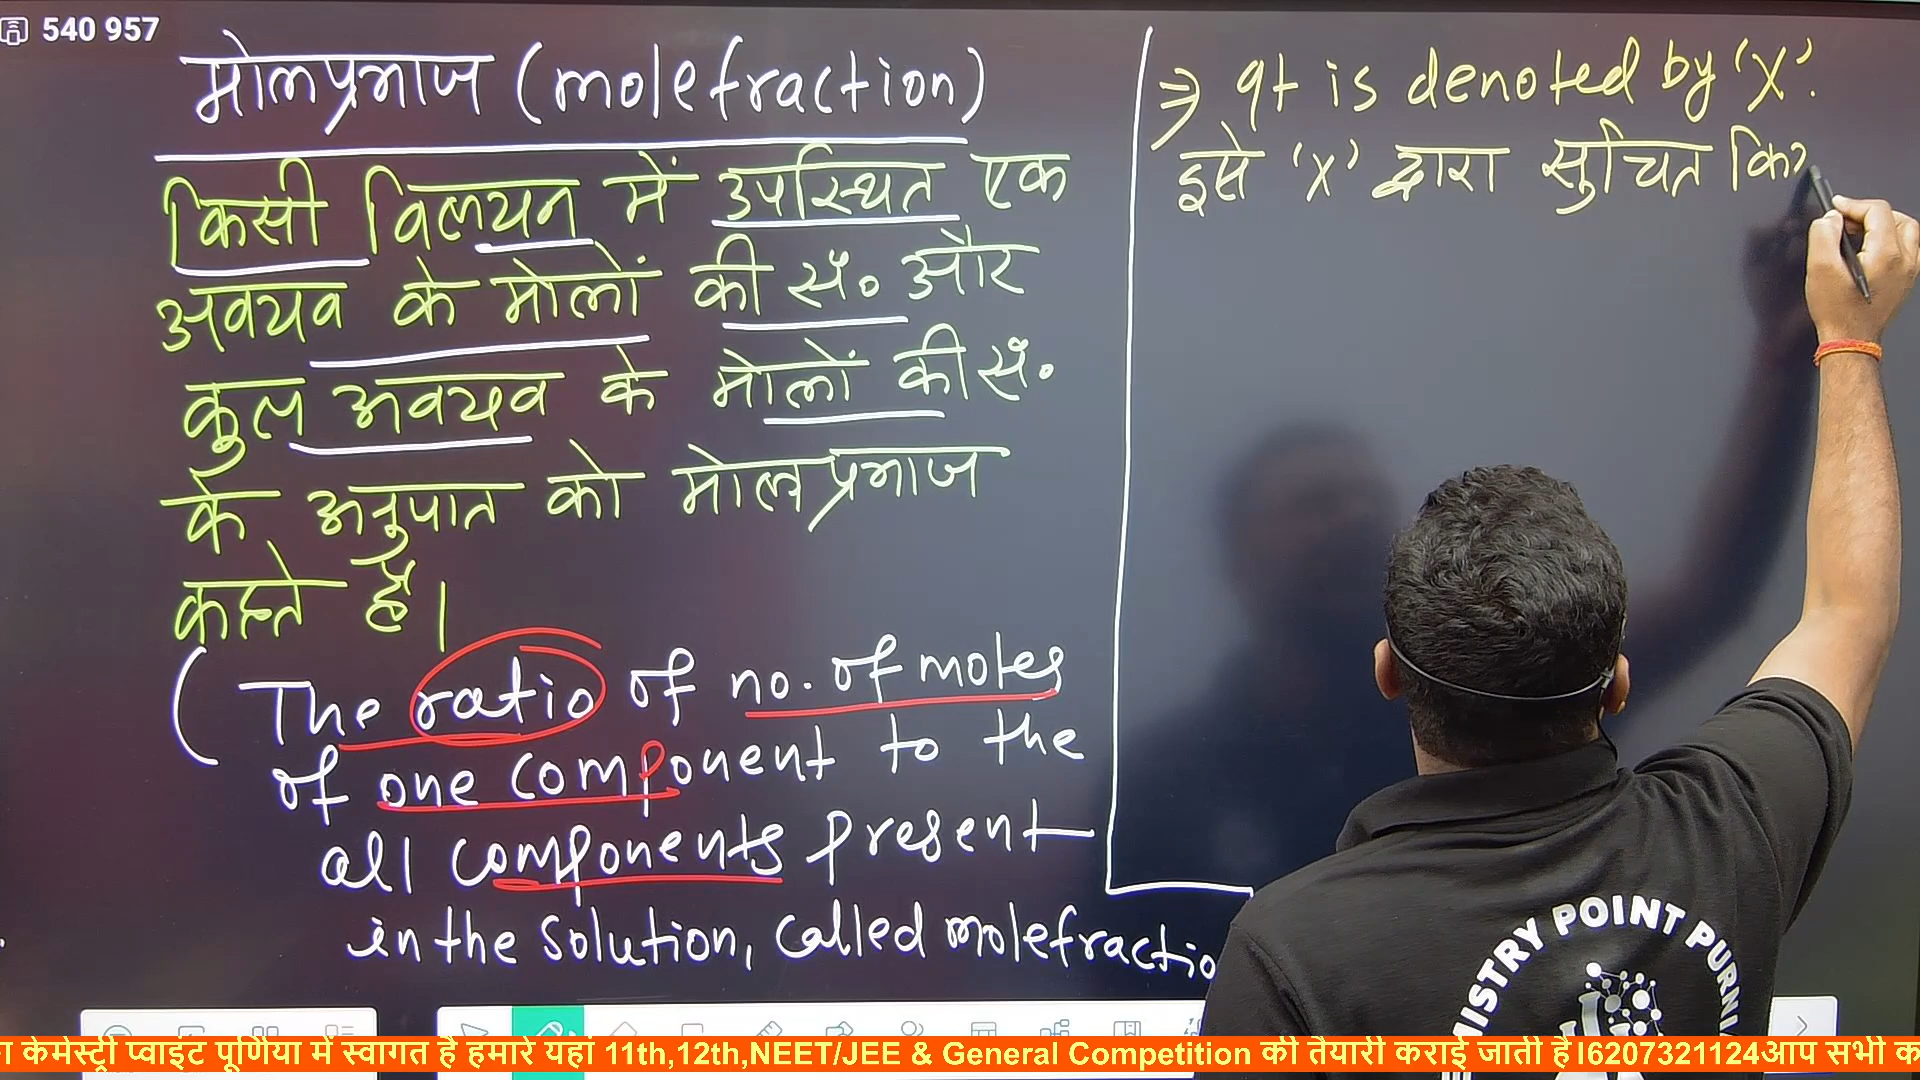 540 957
मोलप्रभाज (molefraction)
किसी विलयन में उपस्थित एक
अवयव के मोलों की सं० और
कुल अवयव के मोलों की सं०
के अनुपात को मोलप्रभाज
कहते हैं।
(The ratio of no. of moles
of one component to the
all components present
in the solution, called molefractio
⇒ It is denoted by 'X'.
इसे 'X' द्वारा सुचित कि
MISTRY POINT PURNI
केमेस्ट्री प्वाइंट पूर्णिया में स्वागत है हमारे यहां 11th,12th,NEET/JEE & General Competition की तैयारी कराई जाती है l6207321124आप सभी